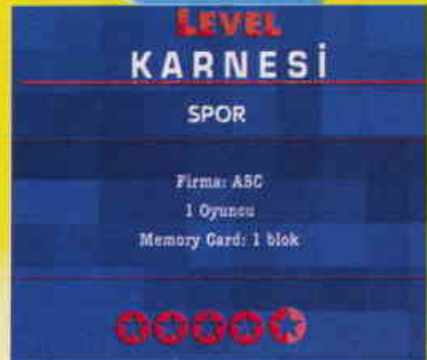 LEVEL
KARNESİ
SPOR
Firma: ASC
1 Oyuncu
Memory Card: 1 blok